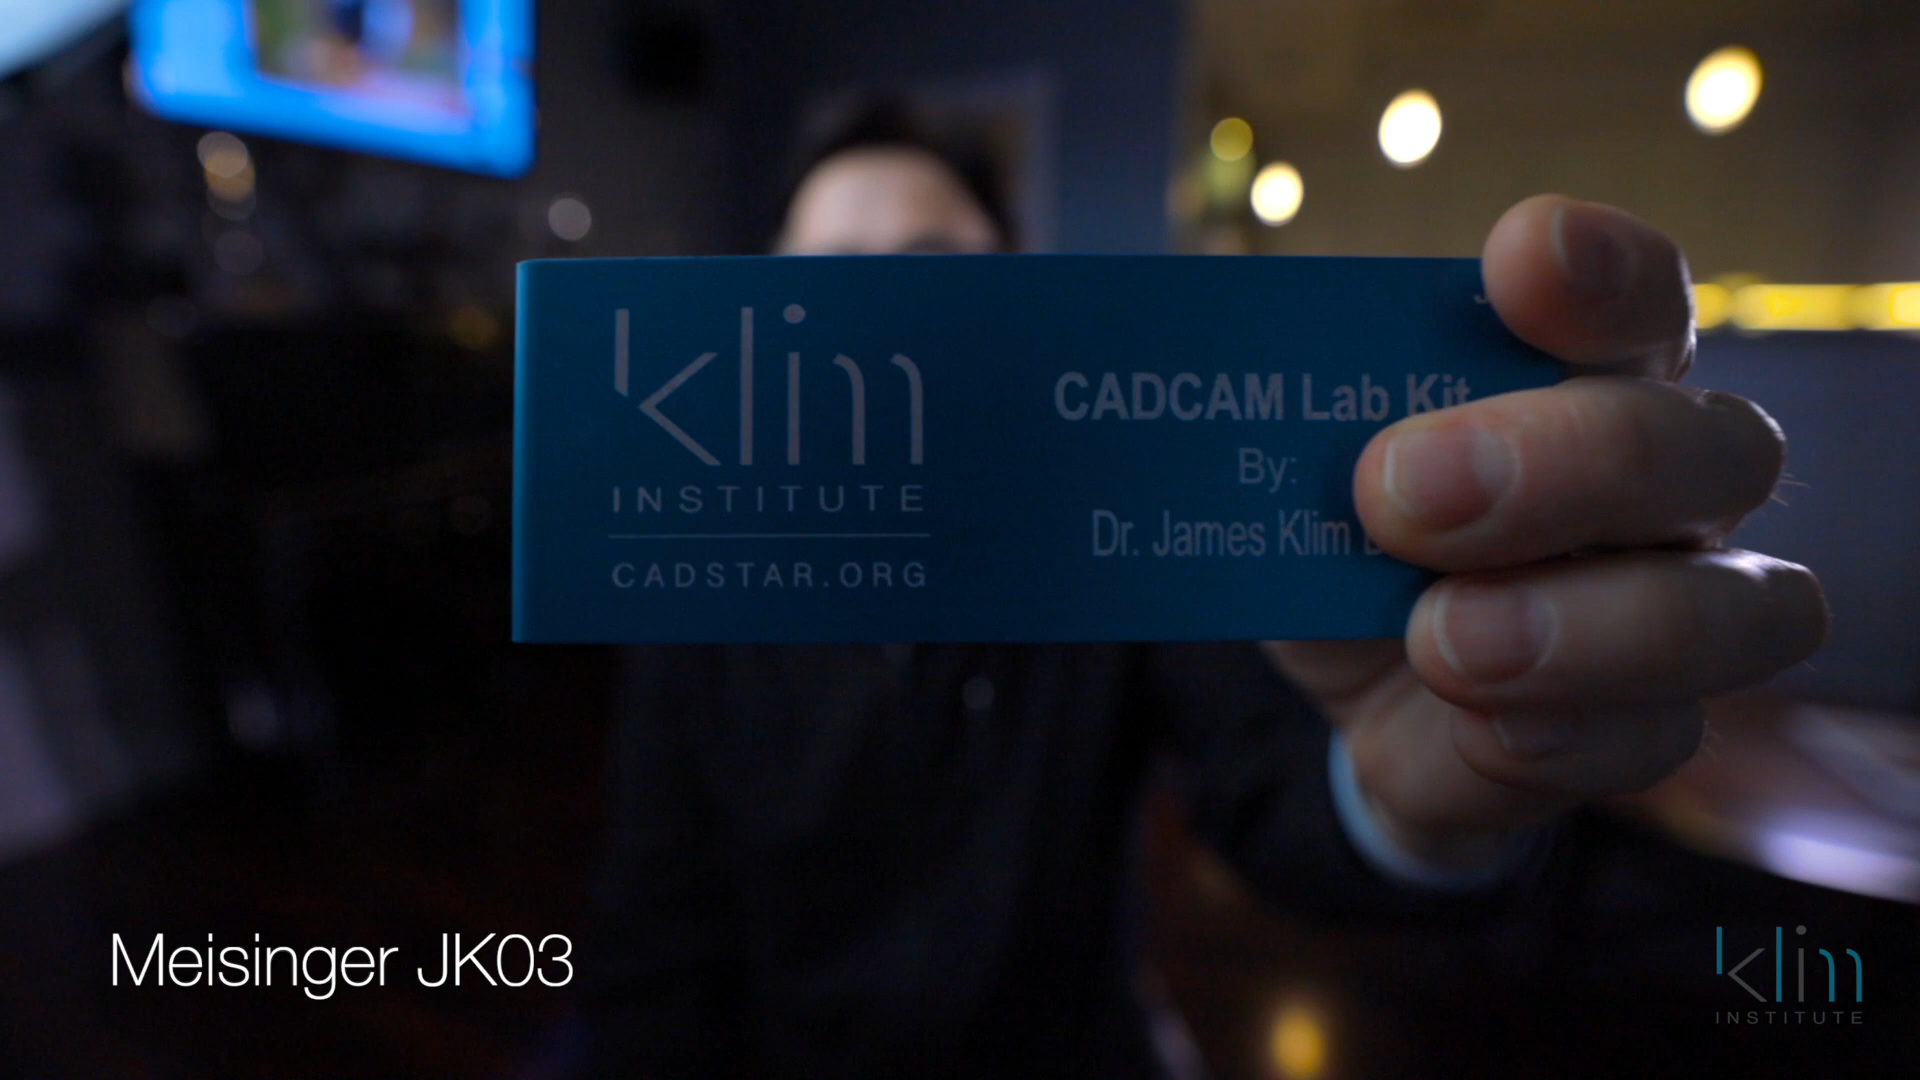 klim
INSTITUTE
CADSTAR.ORG
CADCAM Lab Kit
By:
Dr. James Klim
Meisinger JK03
klim
INSTITUTE